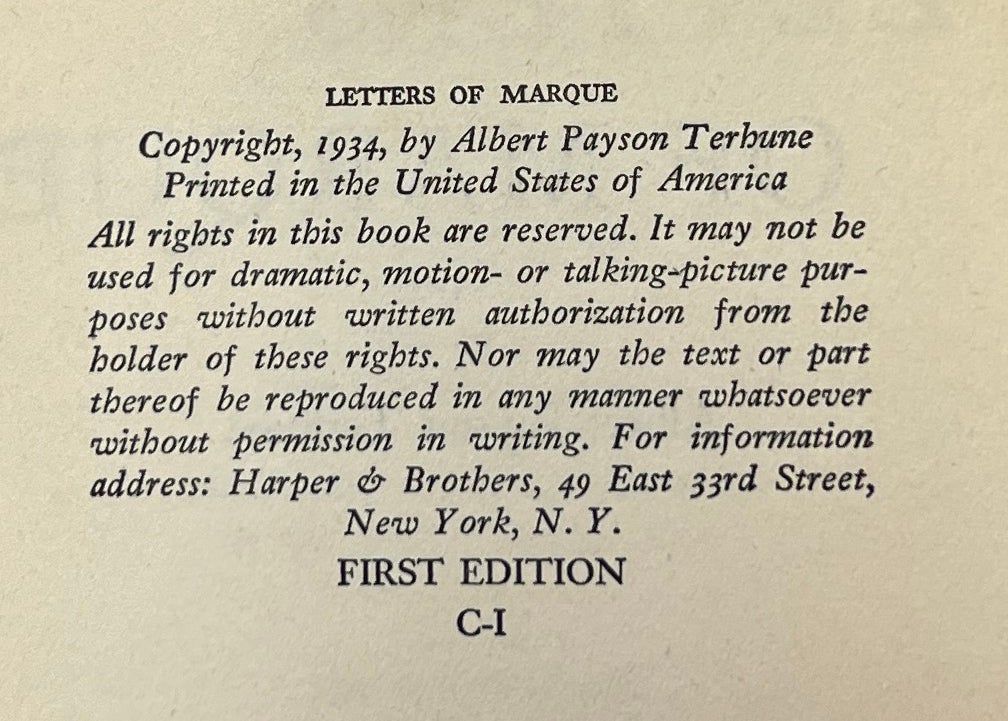 LETTERS OF MARQUE
Copyright, 1934, by Albert Payson Terhune
Printed in the United States of America
All rights in this book are reserved. It may not be
used for dramatic, motion- or talking-picture pur-
poses without written authorization from the
holder of these rights. Nor may the text or part
thereof be reproduced in any manner whatsoever
without permission in writing. For information
address: Harper & Brothers, 49 East 33rd Street,
New York, N. Y.
FIRST EDITION
C-I